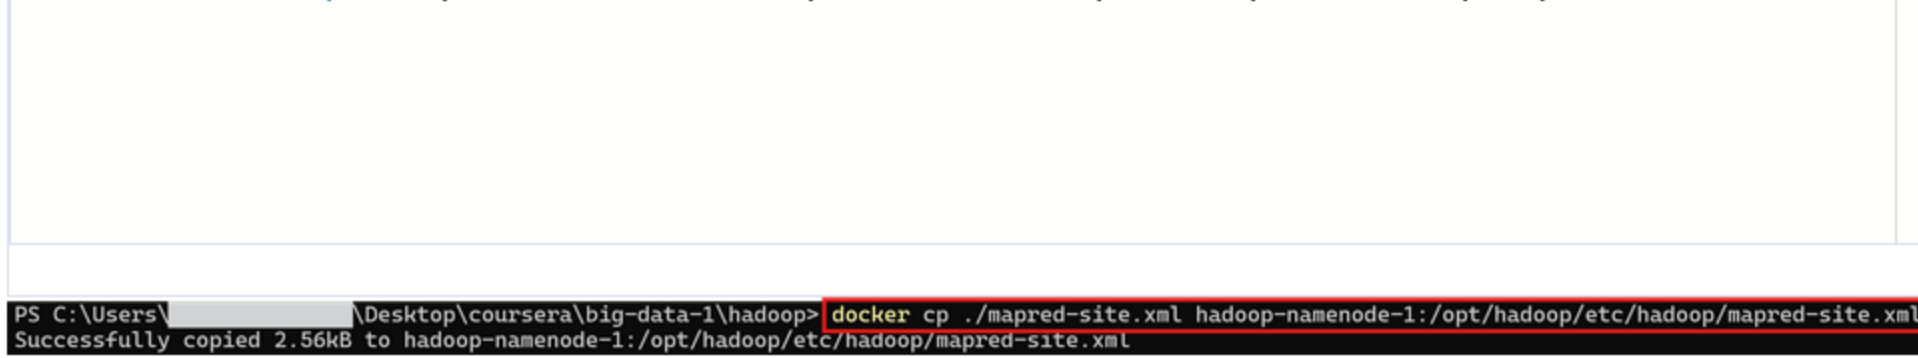 PS C:\Users\ \Desktop\coursera\big-data-1\hadoop> docker cp ./mapred-site.xml hadoop-namenode-1:/opt/hadoop/etc/hadoop/mapred-site.xml
Successfully copied 2.56kB to hadoop-namenode-1:/opt/hadoop/etc/hadoop/mapred-site.xml